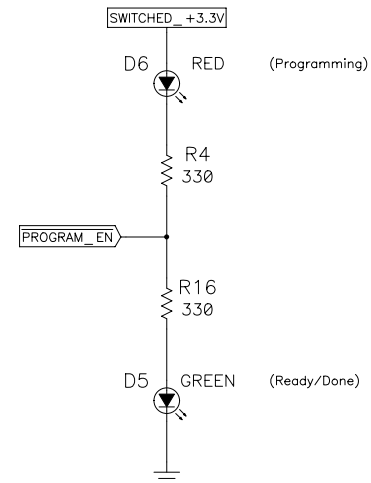 SWITCHED_+3.3V
D6 RED (Programming)
R4
330
PROGRAM_EN
R16
330
D5 GREEN (Ready/Done)